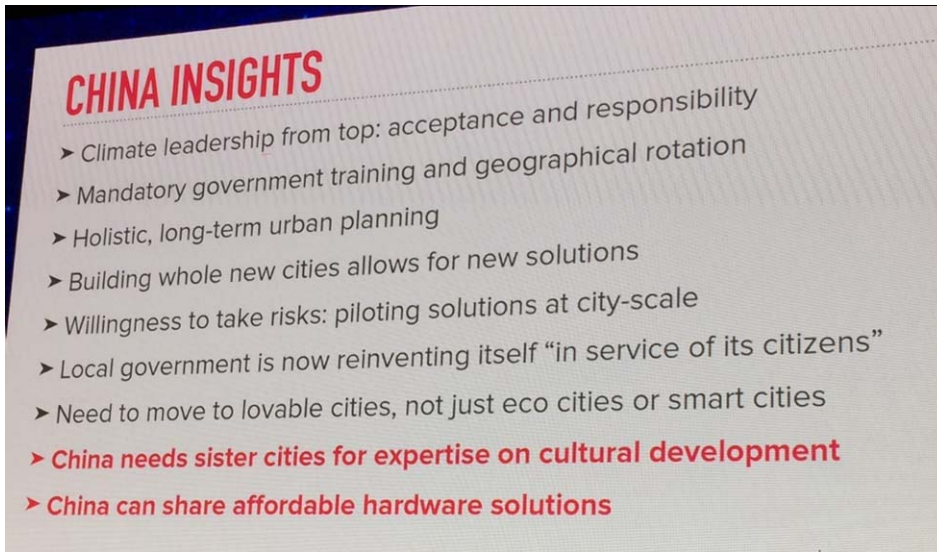 CHINA INSIGHTS
➤ Climate leadership from top: acceptance and responsibility
➤ Mandatory government training and geographical rotation
➤ Holistic, long-term urban planning
➤ Building whole new cities allows for new solutions
➤ Willingness to take risks: piloting solutions at city-scale
➤ Local government is now reinventing itself “in service of its citizens”
➤ Need to move to lovable cities, not just eco cities or smart cities
➤ China needs sister cities for expertise on cultural development
➤ China can share affordable hardware solutions